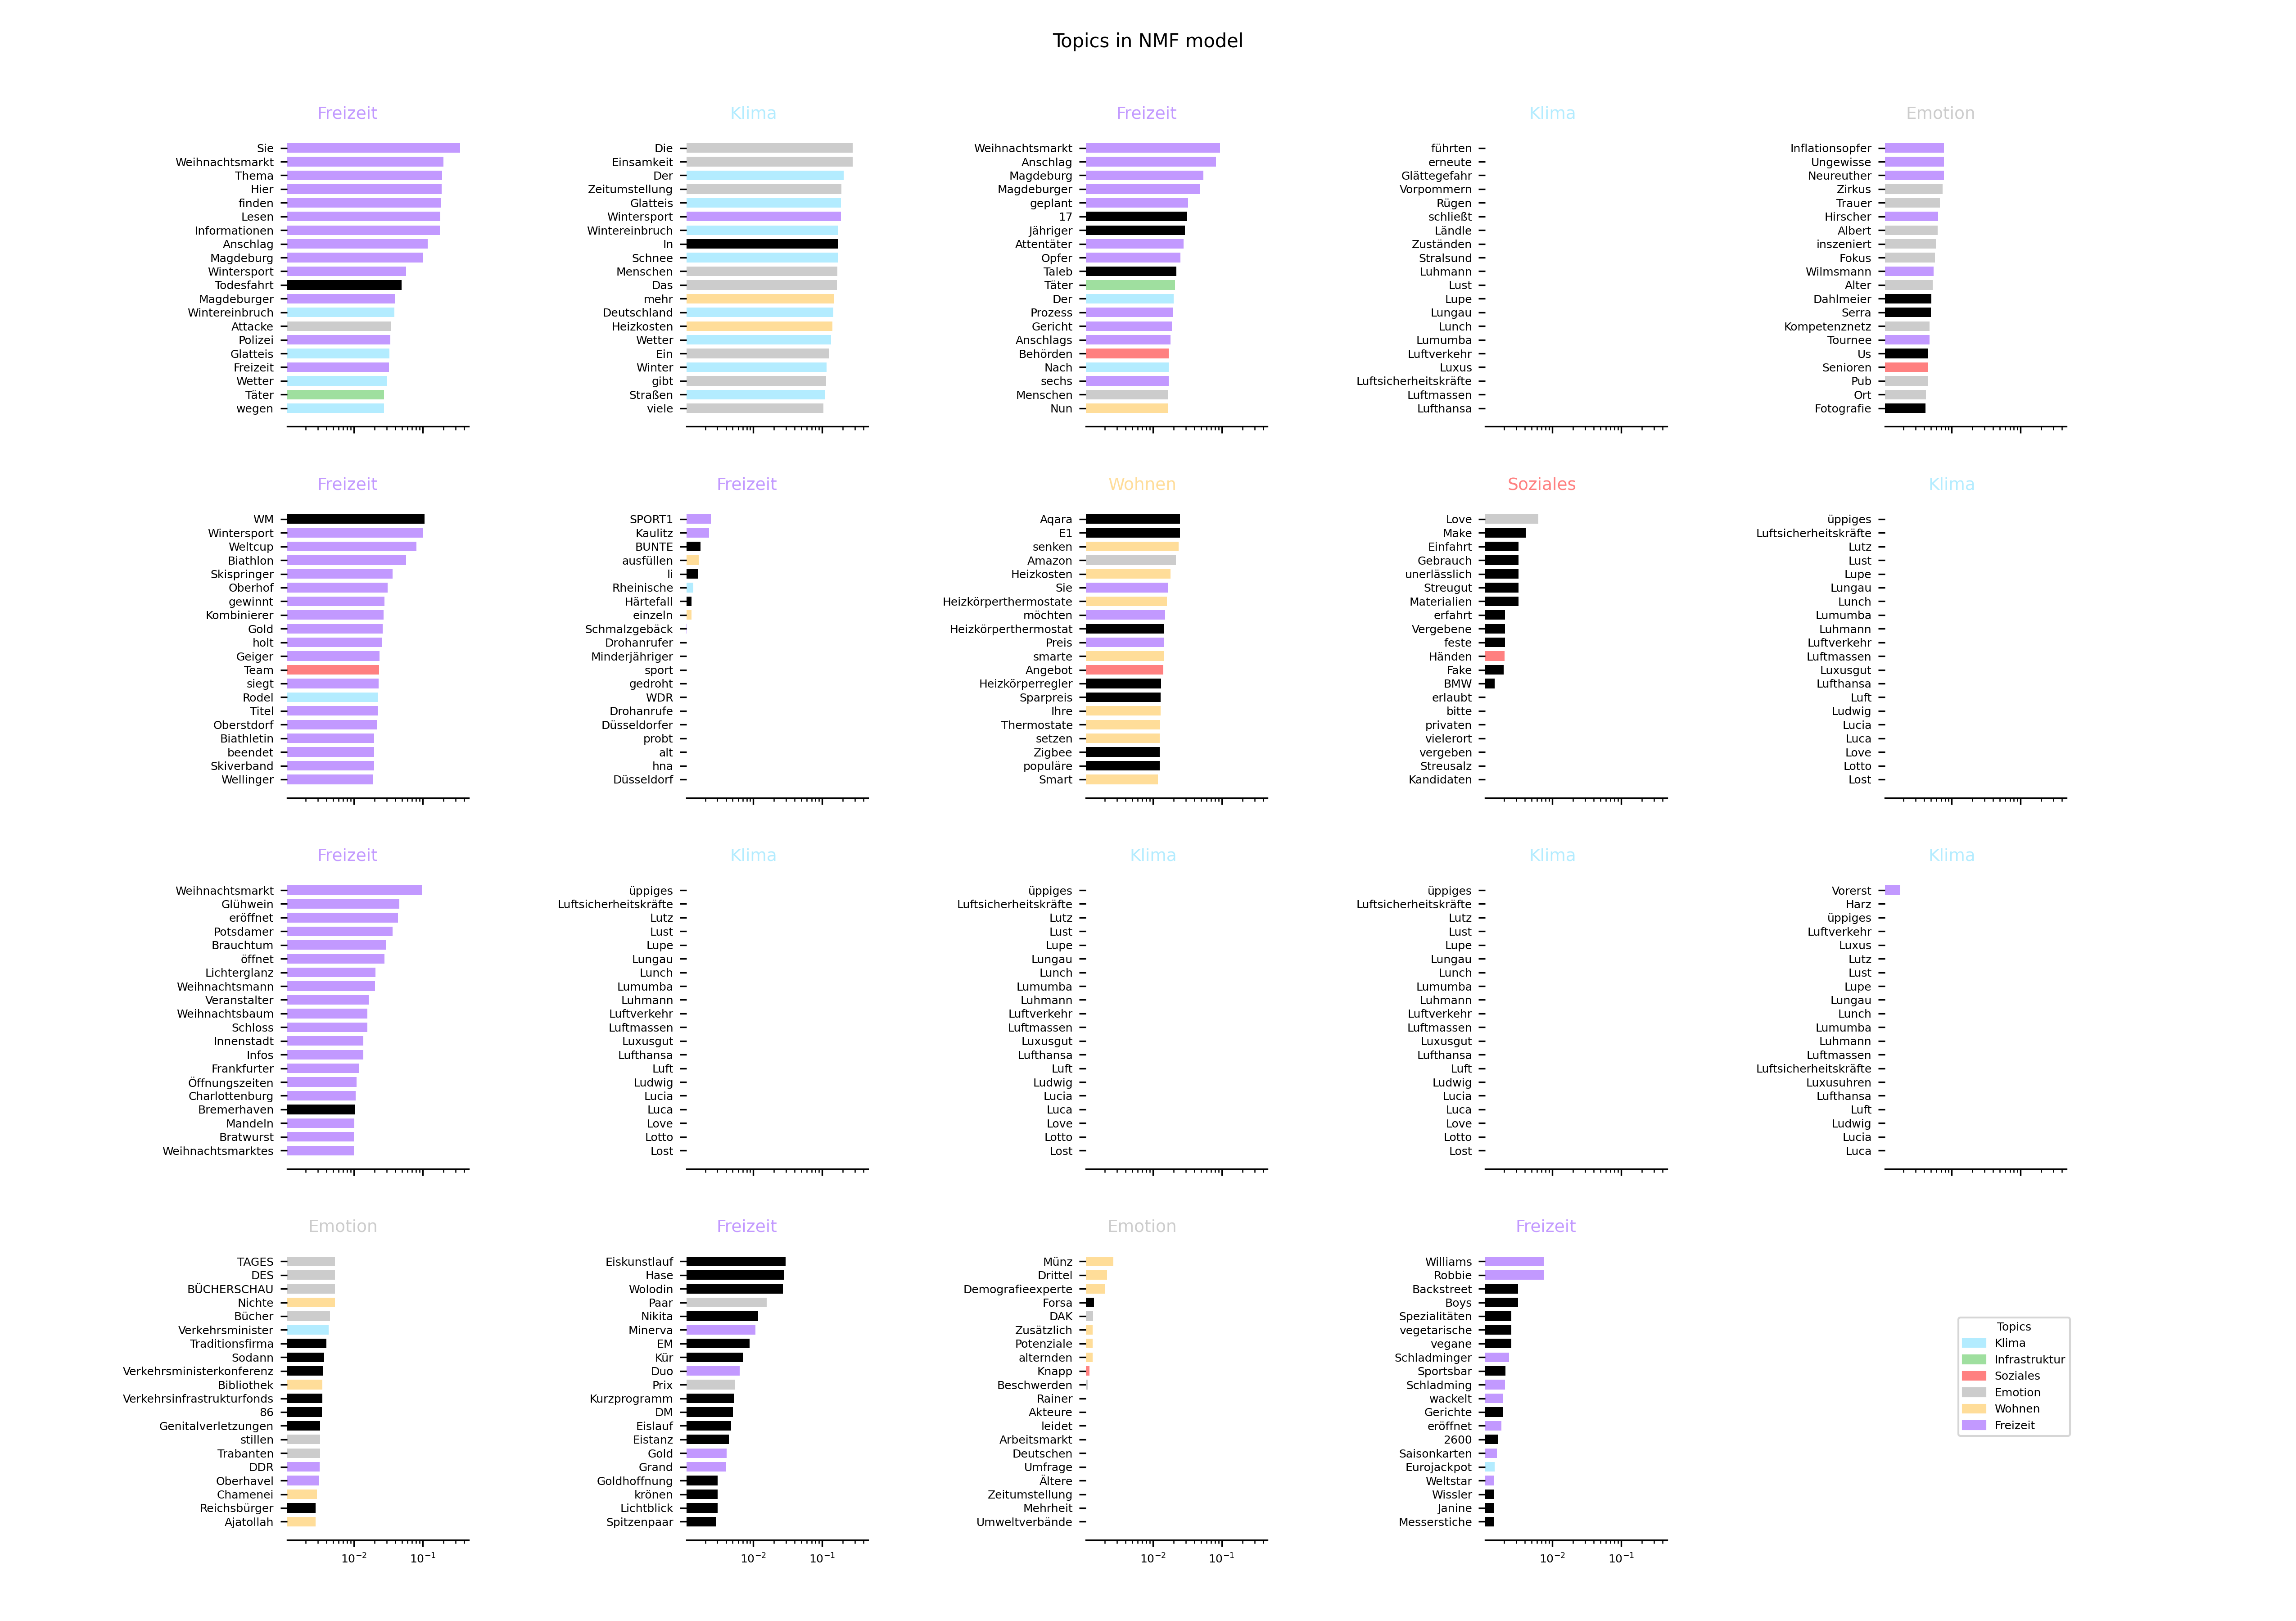 Topics in NMF model
Freizeit
Sie
Weihnachtsmarkt
Thema
Hier
finden
Lesen
Informationen
Anschlag
Magdeburg
Wintersport
Todesfahrt
Magdeburger
Wintereinbruch
Attacke
Polizei
Glatteis
Freizeit
Wetter
Täter
wegen
Klima
Die
Einsamkeit
Der
Zeitumstellung
Glatteis
Wintersport
Wintereinbruch
In
Schnee
Menschen
Das
mehr
Deutschland
Heizkosten
Wetter
Ein
Winter
gibt
Straßen
viele
Freizeit
Weihnachtsmarkt
Anschlag
Magdeburg
Magdeburger
geplant
17
Jähriger
Attentäter
Opfer
Taleb
Täter
Der
Prozess
Gericht
Anschlags
Behörden
Nach
sechs
Menschen
Nun
Klima
führten
erneute
Glättegefahr
Vorpommern
Rügen
schließt
Ländle
Zuständen
Stralsund
Luhmann
Lust
Lupe
Lungau
Lunch
Lumumba
Luftverkehr
Luxus
Luftsicherheitskräfte
Luftmassen
Lufthansa
Emotion
Inflationsopfer
Ungewisse
Neureuther
Zirkus
Trauer
Hirscher
Albert
inszeniert
Fokus
Wilmsmann
Alter
Dahlmeier
Serra
Kompetenznetz
Tournee
Us
Senioren
Pub
Ort
Fotografie
Freizeit
WM
Wintersport
Weltcup
Biathlon
Skispringer
Oberhof
gewinnt
Kombinierer
Gold
holt
Geiger
Team
siegt
Rodel
Titel
Oberstdorf
Biathletin
beendet
Skiverband
Wellinger
Freizeit
SPORT1
Kaulitz
BUNTE
ausfüllen
li
Rheinische
Härtefall
einzeln
Schmalzgebäck
Drohanrufer
Minderjähriger
sport
gedroht
WDR
Drohanrufe
Düsseldorfer
probt
alt
hna
Düsseldorf
Wohnen
Aqara
E1
senken
Amazon
Heizkosten
Sie
Heizkörperthermostate
möchten
Heizkörperthermostat
Preis
smarte
Angebot
Heizkörperregler
Sparpreis
Ihre
Thermostate
setzen
Zigbee
populäre
Smart
Soziales
Love
Make
Einfahrt
Gebrauch
unerlässlich
Streugut
Materialien
erfahrt
Vergebene
feste
Händen
Fake
BMW
erlaubt
bitte
privaten
vielerort
vergeben
Streusalz
Kandidaten
Klima
üppiges
Luftsicherheitskräfte
Lutz
Lust
Lupe
Lungau
Lunch
Lumumba
Luhmann
Luftverkehr
Luftmassen
Luxusgut
Lufthansa
Luft
Ludwig
Lucia
Luca
Love
Lotto
Lost
Freizeit
Weihnachtsmarkt
Glühwein
eröffnet
Potsdamer
Brauchtum
öffnet
Lichterglanz
Weihnachtsmann
Veranstalter
Weihnachtsbaum
Schloss
Innenstadt
Infos
Frankfurter
Öffnungszeiten
Charlottenburg
Bremerhaven
Mandeln
Bratwurst
Weihnachtsmarktes
Klima
üppiges
Luftsicherheitskräfte
Lutz
Lust
Lupe
Lungau
Lunch
Lumumba
Luhmann
Luftverkehr
Luftmassen
Luxusgut
Lufthansa
Luft
Ludwig
Lucia
Luca
Love
Lotto
Lost
Klima
üppiges
Luftsicherheitskräfte
Lutz
Lust
Lupe
Lungau
Lunch
Lumumba
Luhmann
Luftverkehr
Luftmassen
Luxusgut
Lufthansa
Luft
Ludwig
Lucia
Luca
Love
Lotto
Lost
Klima
üppiges
Luftsicherheitskräfte
Lutz
Lust
Lupe
Lungau
Lunch
Lumumba
Luhmann
Luftverkehr
Luftmassen
Luxusgut
Lufthansa
Luft
Ludwig
Lucia
Luca
Love
Lotto
Lost
Klima
Vorerst
Harz
üppiges
Luftverkehr
Luxus
Lutz
Lust
Lupe
Lungau
Lunch
Lumumba
Luhmann
Luftmassen
Luftsicherheitskräfte
Luxusuhren
Lufthansa
Luft
Ludwig
Lucia
Luca
Emotion
TAGES
DES
BÜCHERSCHAU
Nichte
Bücher
Verkehrsminister
Traditionsfirma
Sodann
Verkehrsministerkonferenz
Bibliothek
Verkehrsinfrastrukturfonds
86
Genitalverletzungen
stillen
Trabanten
DDR
Oberhavel
Chamenei
Reichsbürger
Ajatollah
10⁻² 10⁻¹
Freizeit
Eiskunstlauf
Hase
Wolodin
Paar
Nikita
Minerva
EM
Kür
Duo
Prix
Kurzprogramm
DM
Eislauf
Eistanz
Gold
Grand
Goldhoffnung
krönen
Lichtblick
Spitzenpaar
10⁻² 10⁻¹
Emotion
Münz
Drittel
Demografieexperte
Forsa
DAK
Zusätzlich
Potenziale
alternden
Knapp
Beschwerden
Rainer
Akteure
leidet
Arbeitsmarkt
Deutschen
Umfrage
Ältere
Zeitumstellung
Mehrheit
Umweltverbände
10⁻² 10⁻¹
Freizeit
Williams
Robbie
Backstreet
Boys
Spezialitäten
vegetarische
vegane
Schladminger
Sportsbar
Schladming
wackelt
Gerichte
eröffnet
2600
Saisonkarten
Eurojackpot
Weltstar
Wissler
Janine
Messerstiche
10⁻² 10⁻¹
Topics
Klima
Infrastruktur
Soziales
Emotion
Wohnen
Freizeit